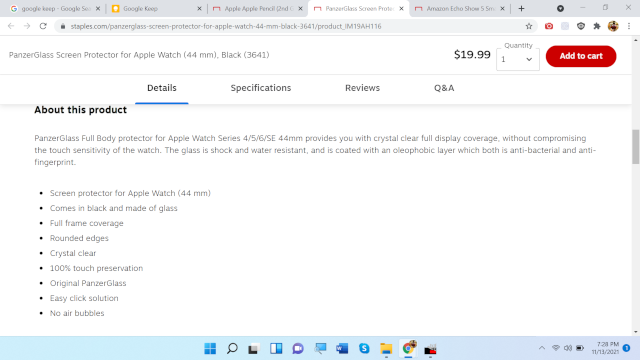 google keep - Google Sea
Google Keep
Apple Apple Pencil (2nd G
PanzerGlass Screen Protec
Amazon Echo Show 5 Sma
staples.com/panzerglass-screen-protector-for-apple-watch-44-mm-black-3641/product_IM19AH116
PanzerGlass Screen Protector for Apple Watch (44 mm), Black (3641)
$19.99
Quantity
1
Add to cart
Details
Specifications
Reviews
Q&A
About this product
PanzerGlass Full Body protector for Apple Watch Series 4/5/6/SE 44mm provides you with crystal clear full display coverage, without compromising
the touch sensitivity of the watch. The glass is shock and water resistant, and is coated with an oleophobic layer which both is anti-bacterial and anti-
fingerprint.
Screen protector for Apple Watch (44 mm)
Comes in black and made of glass
Full frame coverage
Rounded edges
Crystal clear
100% touch preservation
Original PanzerGlass
Easy click solution
No air bubbles
7:28 PM
11/13/2021